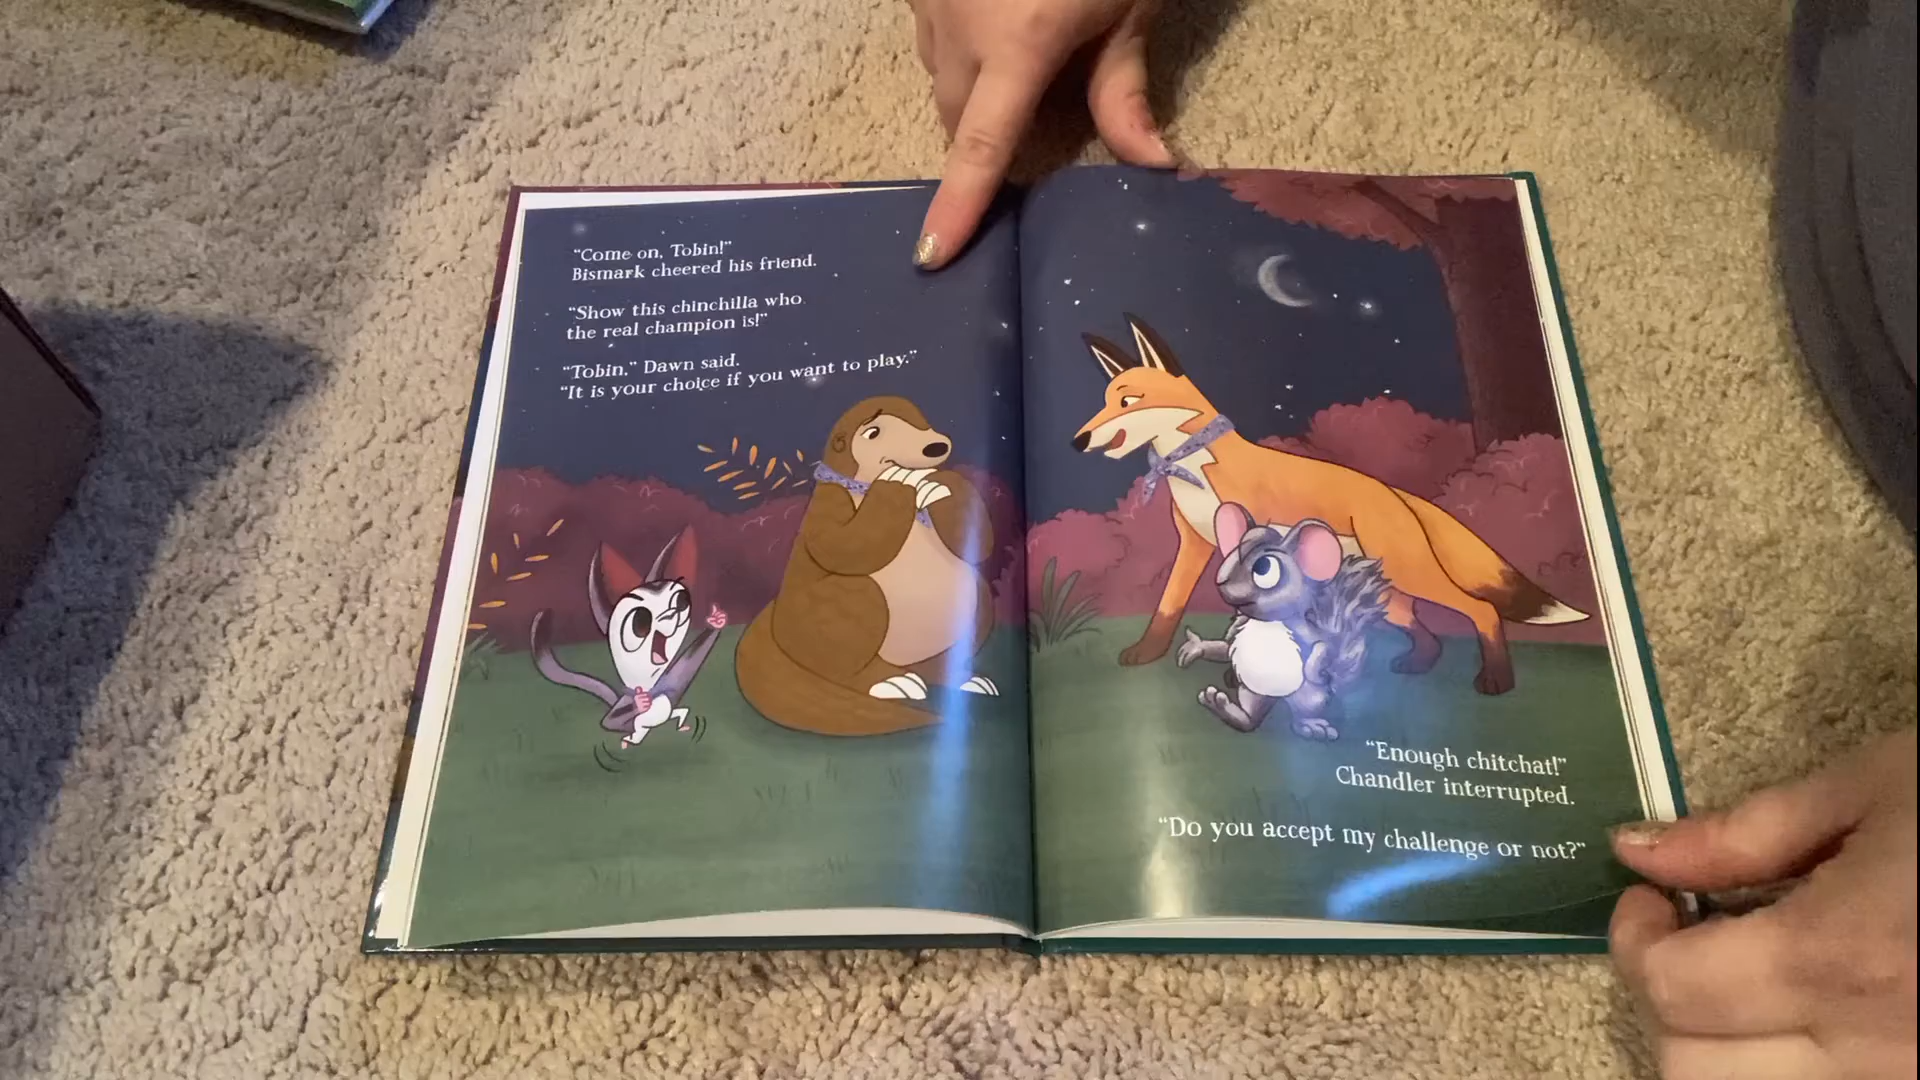 “Come on, Tobin!”
Bismark cheered his friend.
“Show this chinchilla who
the real champion is!”
“Tobin,” Dawn said.
“It is your choice if you want to play.”
“Enough chitchat!”
Chandler interrupted.
“Do you accept my challenge or not?”